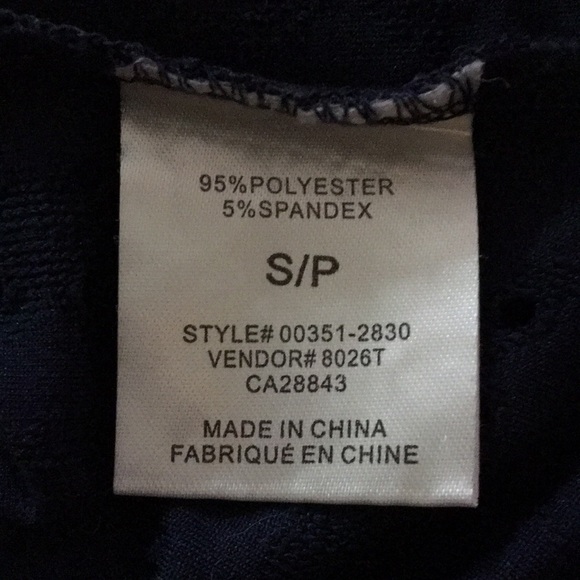 95%POLYESTER
5%SPANDEX
S/P
STYLE# 00351-2830
VENDOR# 8026T
CA28843
MADE IN CHINA
FABRIQUÉ EN CHINE